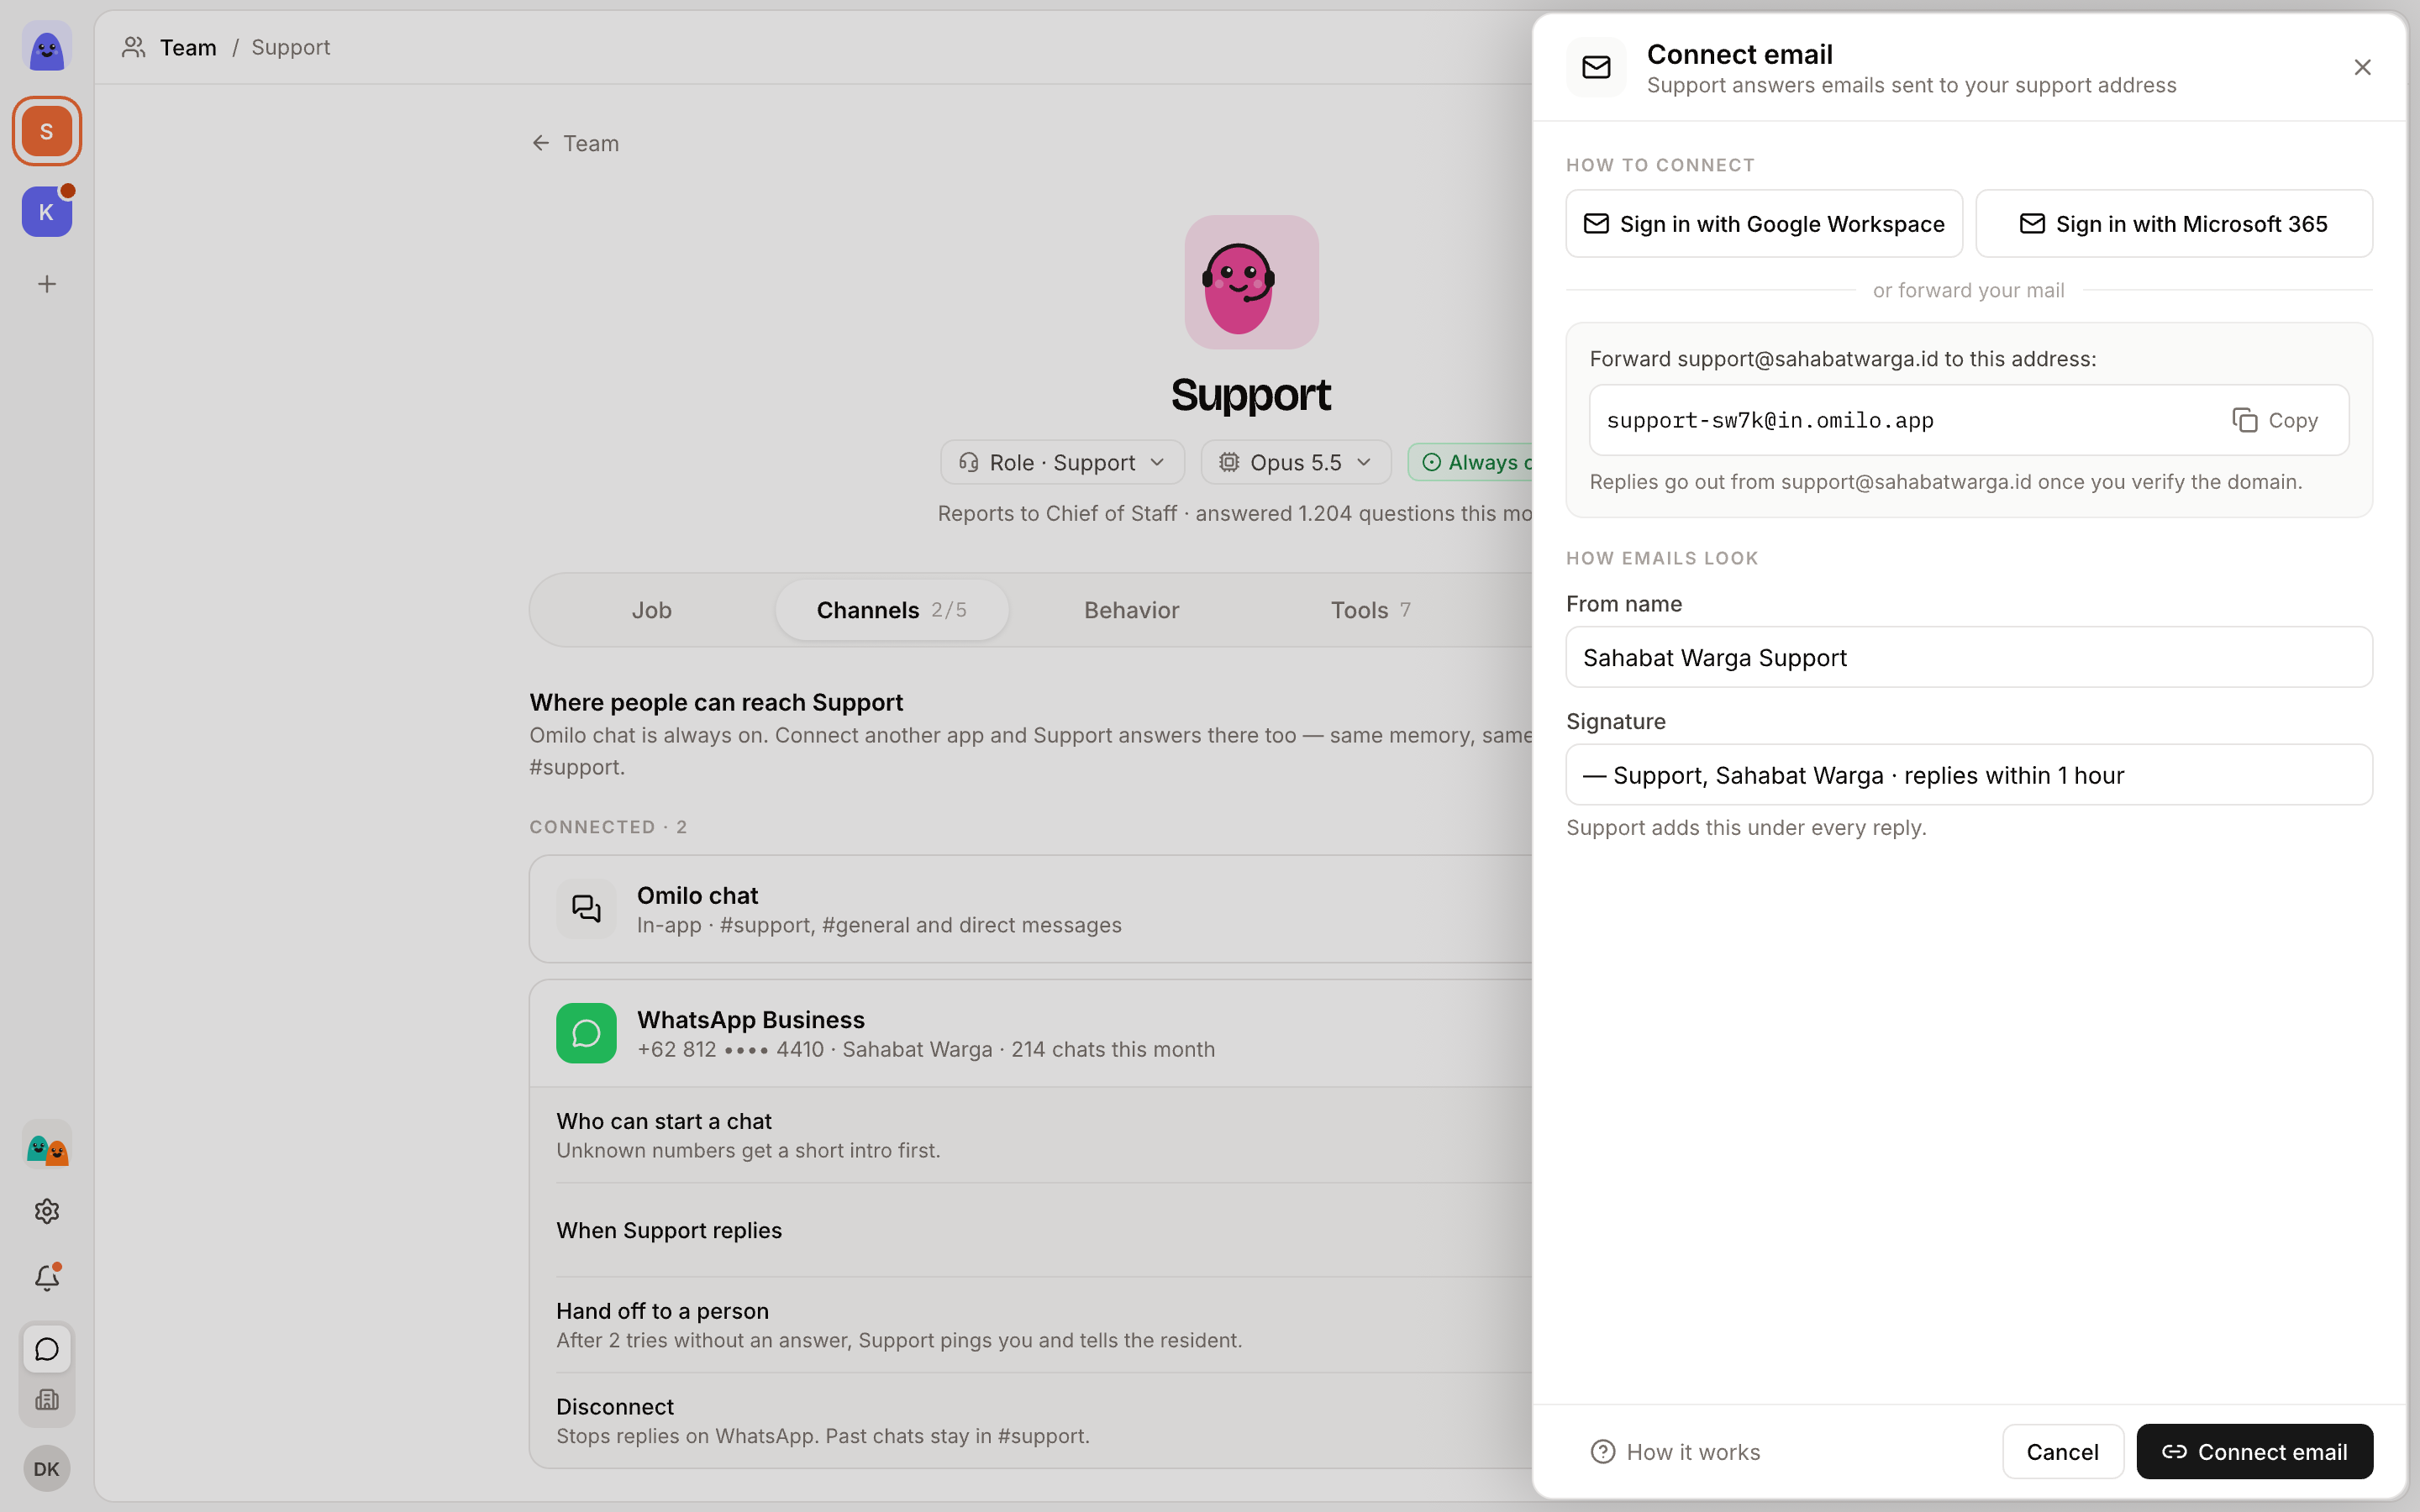 S
K
DK
Team / Support
Team
Support
Role · Support
Opus 5.5
Always
Reports to Chief of Staff · answered 1.204 questions this
Job
Channels 2/5
Behavior
Tools 7
Where people can reach Support
Omilo chat is always on. Connect another app and Support answers there too — same memory, same
#support.
CONNECTED · 2
Omilo chat
In-app · #support, #general and direct messages
WhatsApp Business
+62 812 •••• 4410 · Sahabat Warga · 214 chats this month
Who can start a chat
Unknown numbers get a short intro first.
When Support replies
Hand off to a person
After 2 tries without an answer, Support pings you and tells the resident.
Disconnect
Stops replies on WhatsApp. Past chats stay in #support.
Connect email
Support answers emails sent to your support address
HOW TO CONNECT
Sign in with Google Workspace
Sign in with Microsoft 365
or forward your mail
Forward support@sahabatwarga.id to this address:
support-sw7k@in.omilo.app
Copy
Replies go out from support@sahabatwarga.id once you verify the domain.
HOW EMAILS LOOK
From name
Sahabat Warga Support
Signature
— Support, Sahabat Warga · replies within 1 hour
Support adds this under every reply.
How it works
Cancel
Connect email